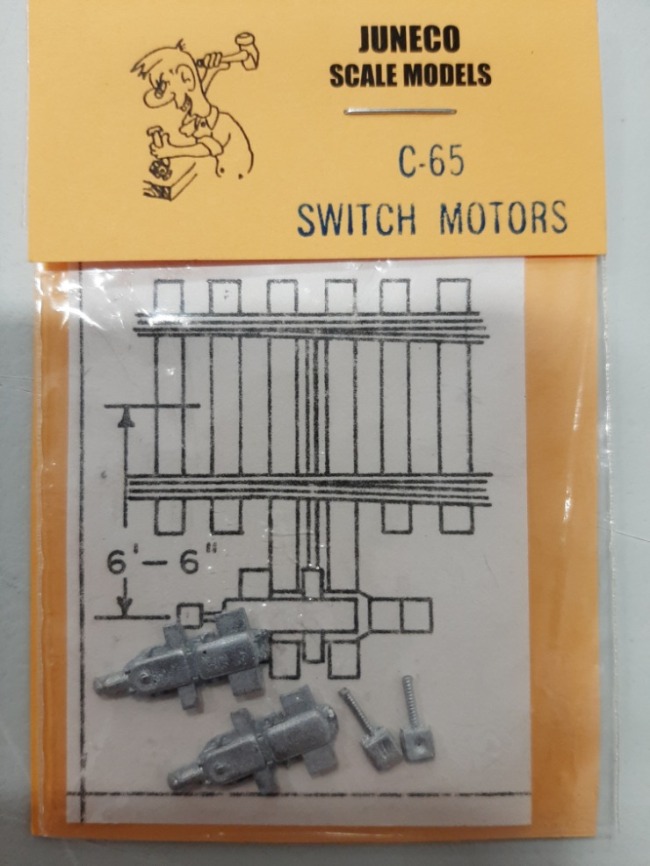 JUNECO
SCALE MODELS
C-65
SWITCH MOTORS
6'-6"